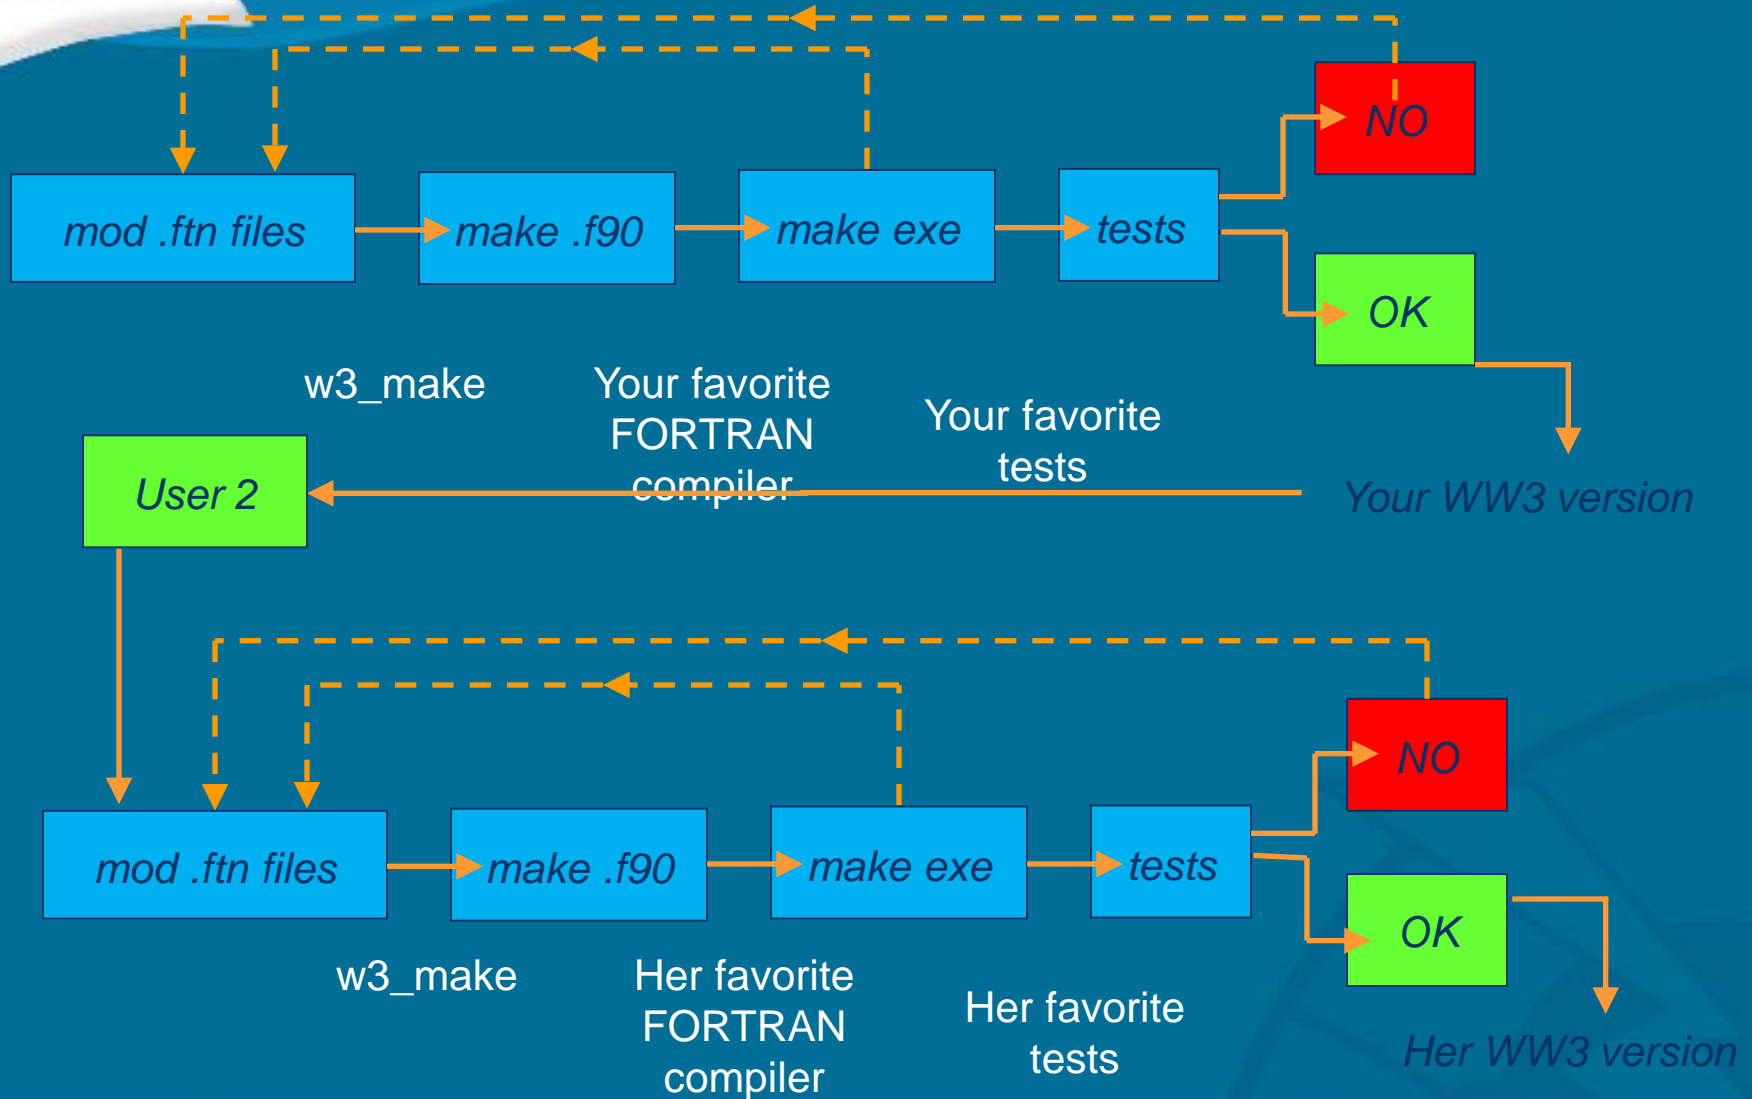 NO
mod .ftn files
make .f90
make exe
tests
OK
w3_make
Your favorite
FORTRAN
compiler
Your favorite
tests
User 2
Your WW3 version
NO
mod .ftn files
make .f90
make exe
tests
OK
w3_make
Her favorite
FORTRAN
compiler
Her favorite
tests
Her WW3 version